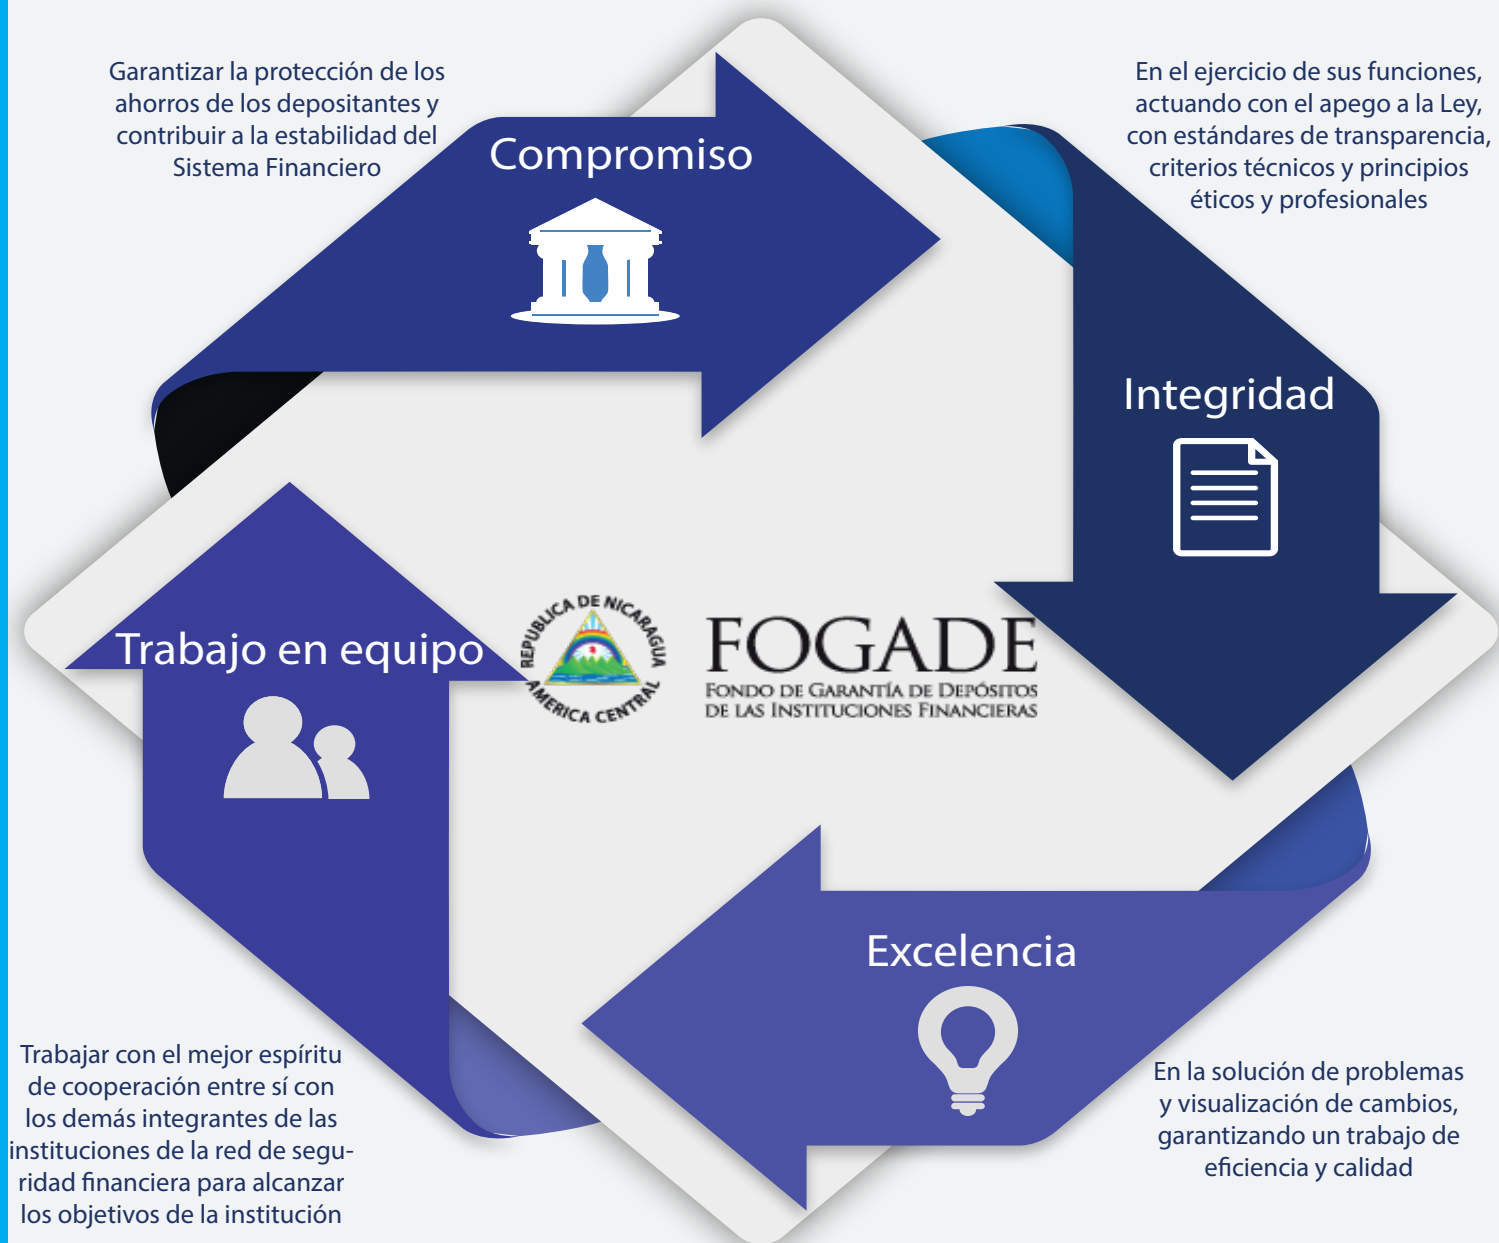 Garantizar la protección de los
ahorros de los depositantes y
contribuir a la estabilidad del
Sistema Financiero
Compromiso
En el ejercicio de sus funciones,
actuando con el apego a la Ley,
con estándares de transparencia,
criterios técnicos y principios
éticos y profesionales
Integridad
Trabajo en equipo
REPUBLICA DE NICARAGUA
AMERICA CENTRAL
FOGADE
FONDO DE GARANTÍA DE DEPÓSITOS
DE LAS INSTITUCIONES FINANCIERAS
Excelencia
Trabajar con el mejor espíritu
de cooperación entre sí con
los demás integrantes de las
instituciones de la red de segu-
ridad financiera para alcanzar
los objetivos de la institución
En la solución de problemas
y visualización de cambios,
garantizando un trabajo de
eficiencia y calidad